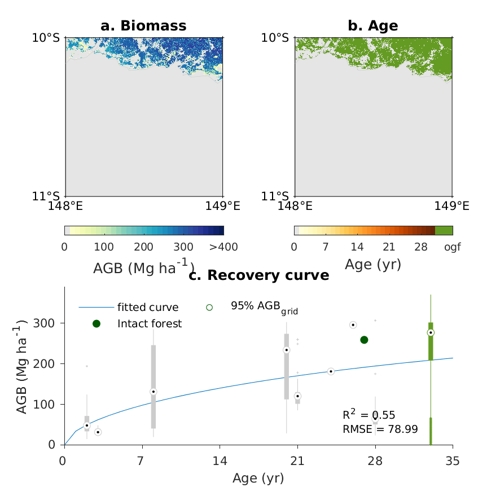 a. Biomass
b. Age
10°S
11°S
148°E
149°E
10°S
11°S
148°E
149°E
0 100 200 300 >400
AGB (Mg ha⁻¹)
0 7 14 21 28 ogf
Age (yr)
c. Recovery curve
fitted curve
Intact forest
95% AGB_grid
AGB (Mg ha⁻¹)
300
200
100
0
R² = 0.55
RMSE = 78.99
0 7 14 21 28 35
Age (yr)